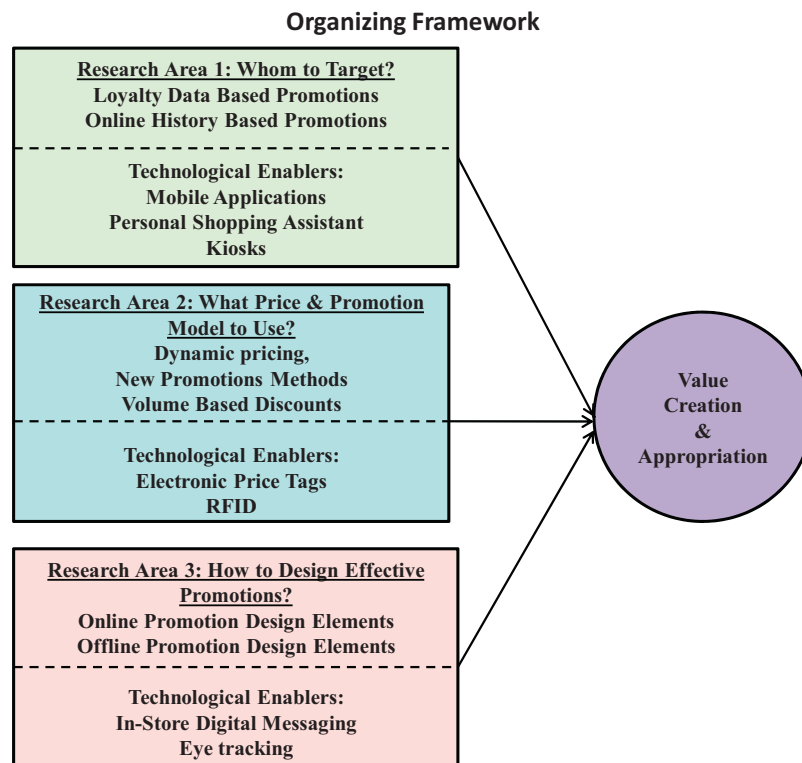 Organizing Framework
Research Area 1: Whom to Target?
Loyalty Data Based Promotions
Online History Based Promotions
Technological Enablers:
Mobile Applications
Personal Shopping Assistant
Kiosks
Research Area 2: What Price & Promotion
Model to Use?
Dynamic pricing,
New Promotions Methods
Volume Based Discounts
Technological Enablers:
Electronic Price Tags
RFID
Research Area 3: How to Design Effective
Promotions?
Online Promotion Design Elements
Offline Promotion Design Elements
Technological Enablers:
In-Store Digital Messaging
Eye tracking
Value
Creation
&
Appropriation